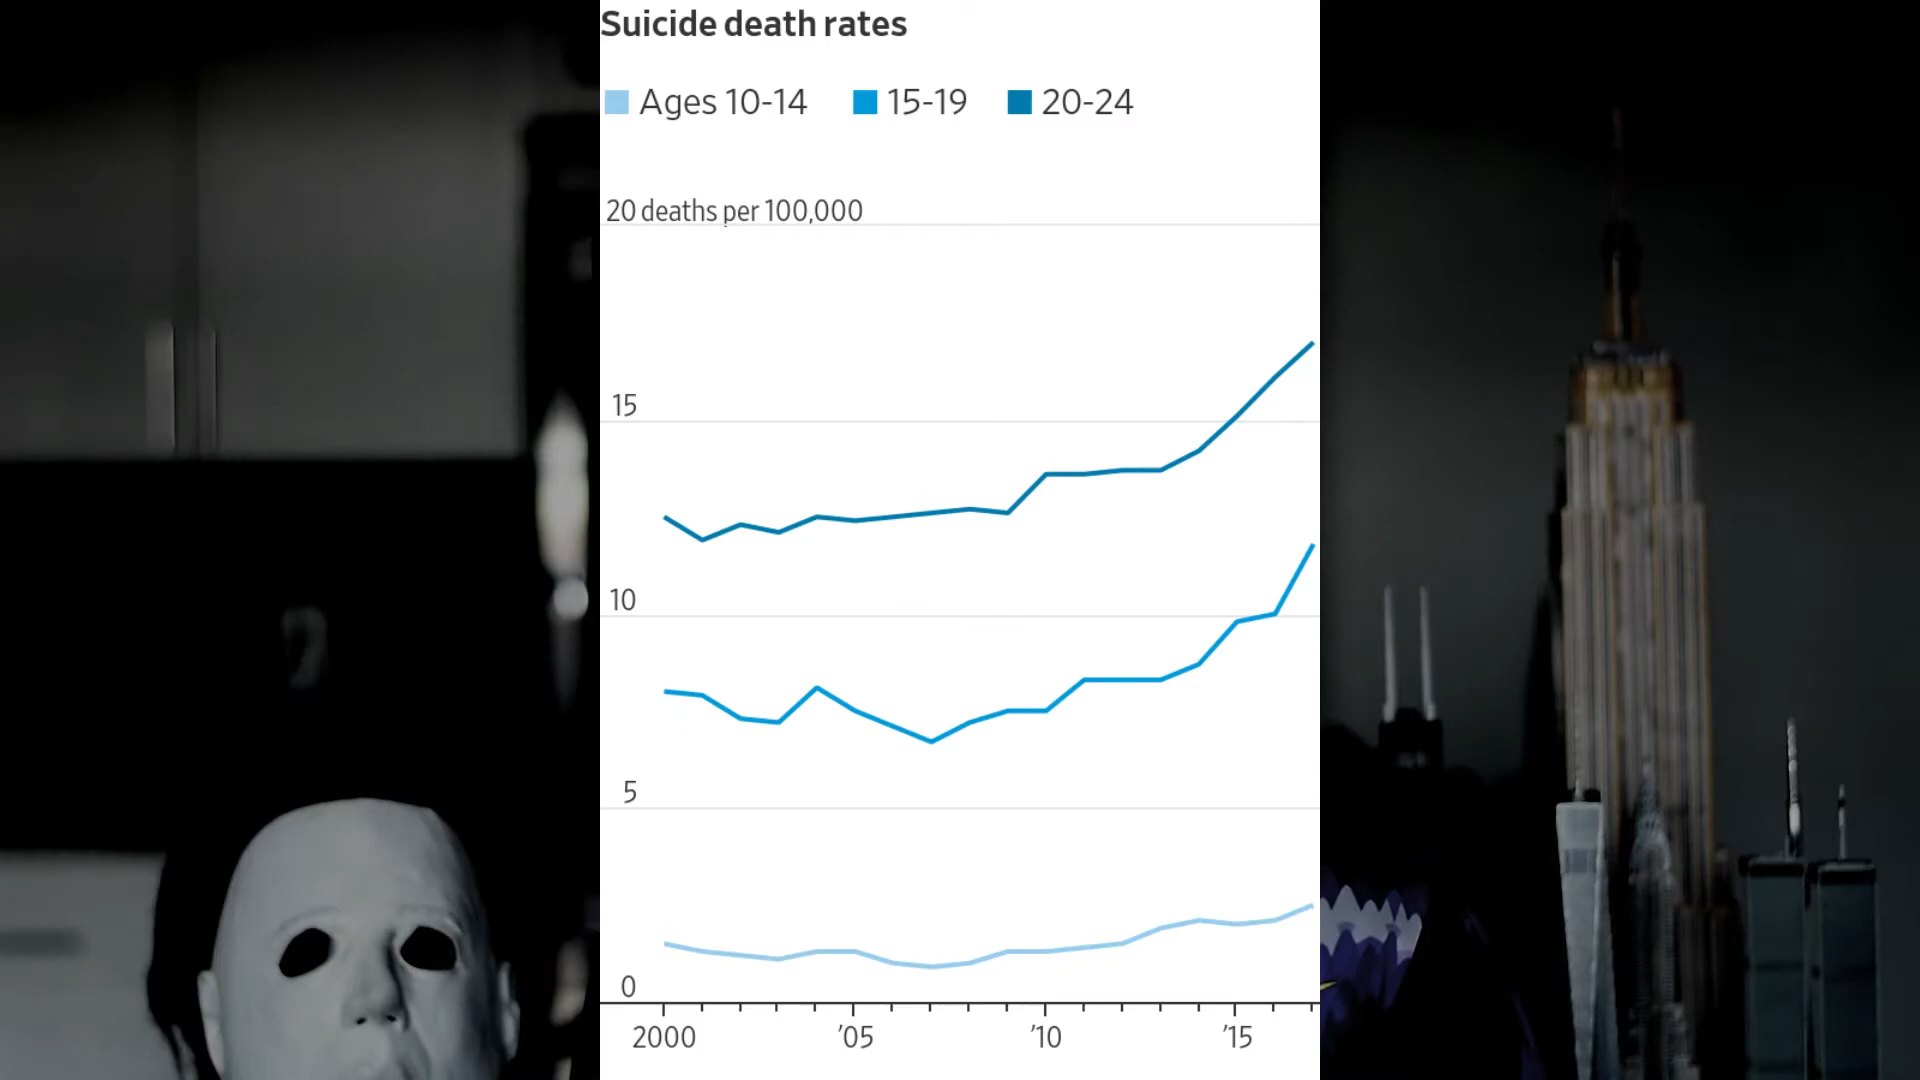 Suicide death rates
Ages 10-14 15-19 20-24
20 deaths per 100,000
15
10
5
0
2000 ’05 ’10 ’15